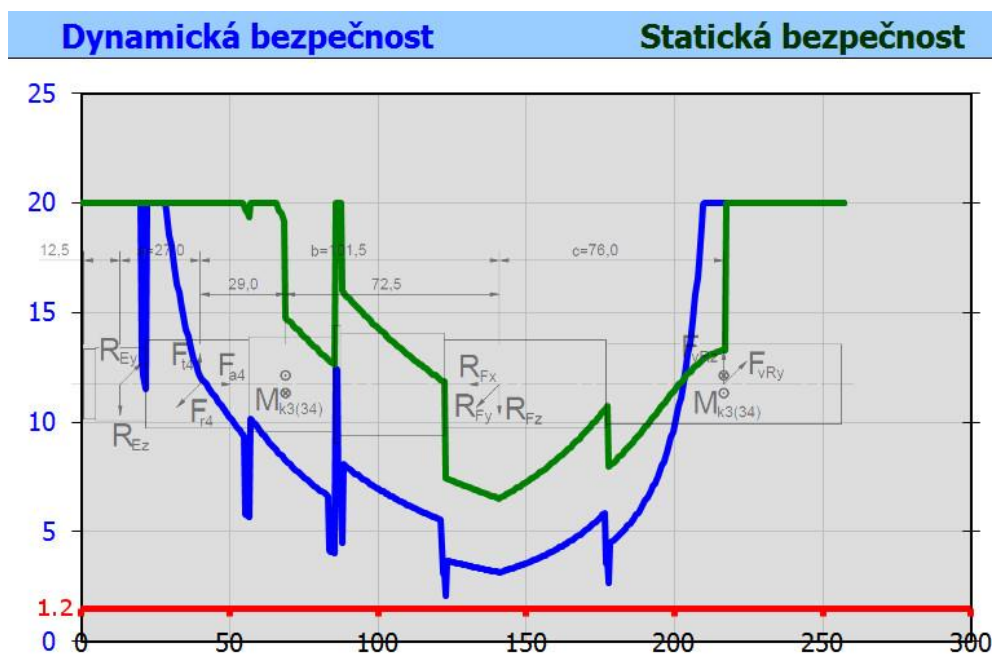 Dynamická bezpečnost Statická bezpečnost
25
20
12,5 =27,0 b=101,5 c=76,0
29,0 72,5
15
R_Ey F_t4 F_a4 R_Fx F_vRz F_vRy
M_k3(34) M_k3(34)
F_r4 R_Fy R_Fz
R_Ez
10
5
1.2
0
0 50 100 150 200 250 300